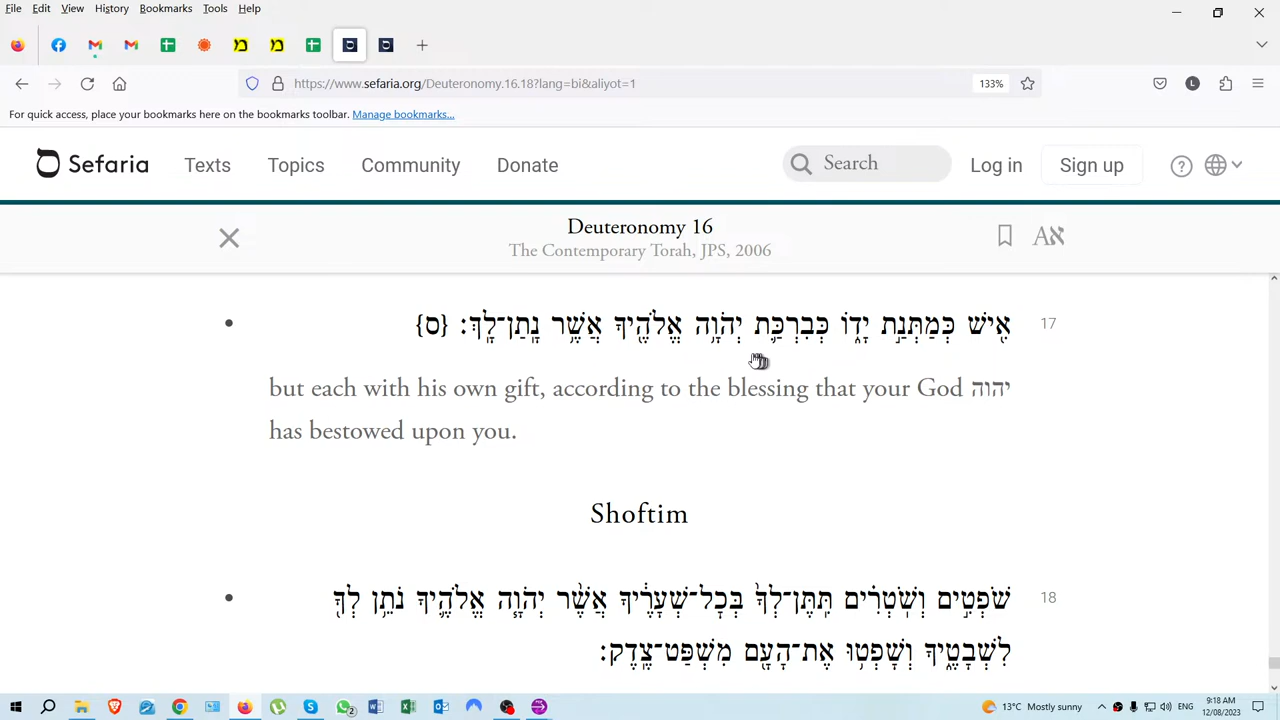 File Edit View History Bookmarks Tools Help
https://www.sefaria.org/Deuteronomy.16.18?lang=bi&aliyot=1 133% L
For quick access, place your bookmarks here on the bookmarks toolbar. Manage bookmarks...
Sefaria Texts Topics Community Donate Search Log in Sign up ?
Deuteronomy 16
The Contemporary Torah, JPS, 2006
Aא
אִ֖ישׁ כְּמַתְּנַ֣ת יָד֑וֹ כְּבִרְכַּ֛ת יְהֹוָ֥ה אֱלֹהֶ֖יךָ אֲשֶׁ֥ר נָֽתַן־לָֽךְ׃ {ס} 17
but each with his own gift, according to the blessing that your God יהוה
has bestowed upon you.
Shoftim
שֹׁפְטִ֣ים וְשֹֽׁטְרִ֗ים תִּֽתֶּן־לְךָ֙ בְּכׇל־שְׁעָרֶ֔יךָ אֲשֶׁ֨ר יְהֹוָ֧ה אֱלֹהֶ֛יךָ נֹתֵ֥ן לְךָ֖ 18
לִשְׁבָטֶ֑יךָ וְשָׁפְט֥וּ אֶת־הָעָ֖ם מִשְׁפַּט־צֶֽדֶק׃
13°C Mostly sunny ENG 9:18 AM
12/08/2023